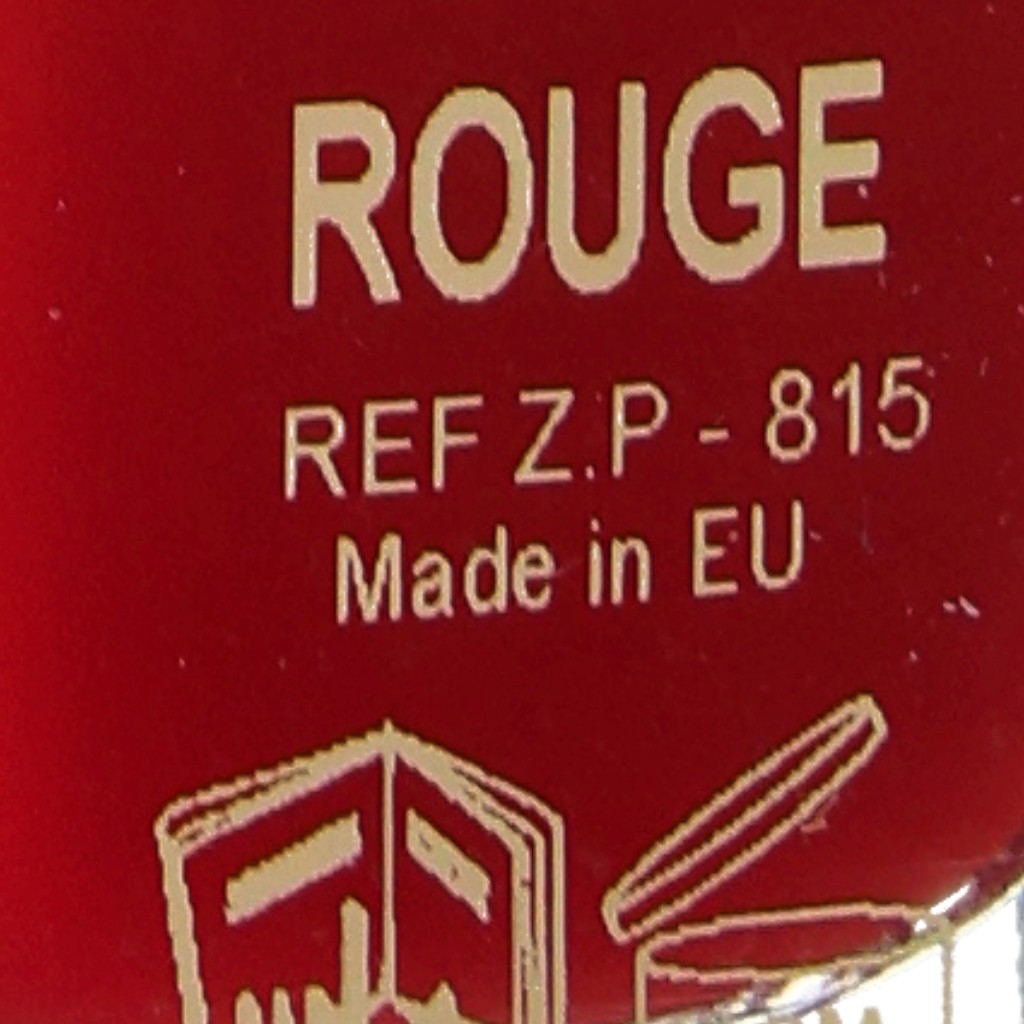 ROUGE
REF Z.P - 815
Made in EU